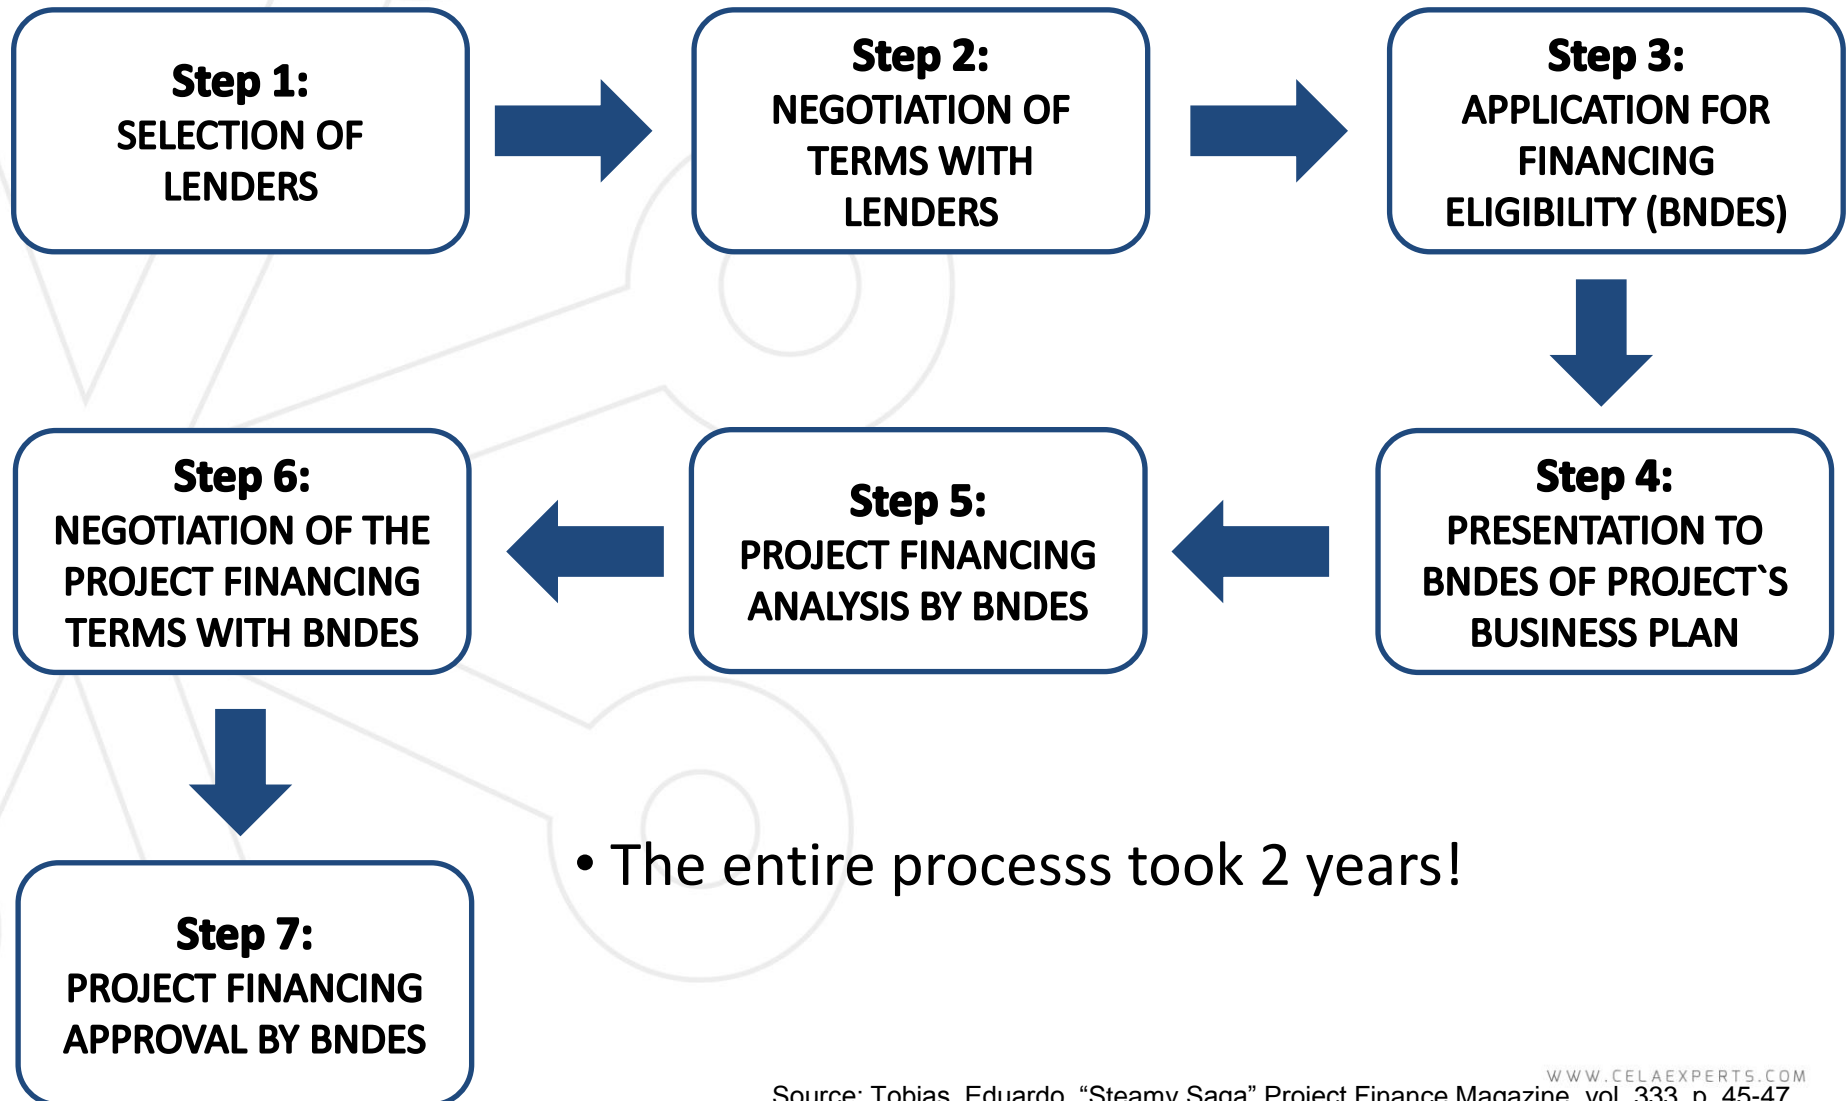 Step 1:
SELECTION OF
LENDERS
Step 2:
NEGOTIATION OF
TERMS WITH
LENDERS
Step 3:
APPLICATION FOR
FINANCING
ELIGIBILITY (BNDES)
Step 4:
PRESENTATION TO
BNDES OF PROJECT`S
BUSINESS PLAN
Step 5:
PROJECT FINANCING
ANALYSIS BY BNDES
Step 6:
NEGOTIATION OF THE
PROJECT FINANCING
TERMS WITH BNDES
Step 7:
PROJECT FINANCING
APPROVAL BY BNDES
• The entire processs took 2 years!
WWW.CELAEXPERTS.COM
Source: Tobias, Eduardo. “Steamy Saga” Project Finance Magazine, vol. 333, p. 45-47